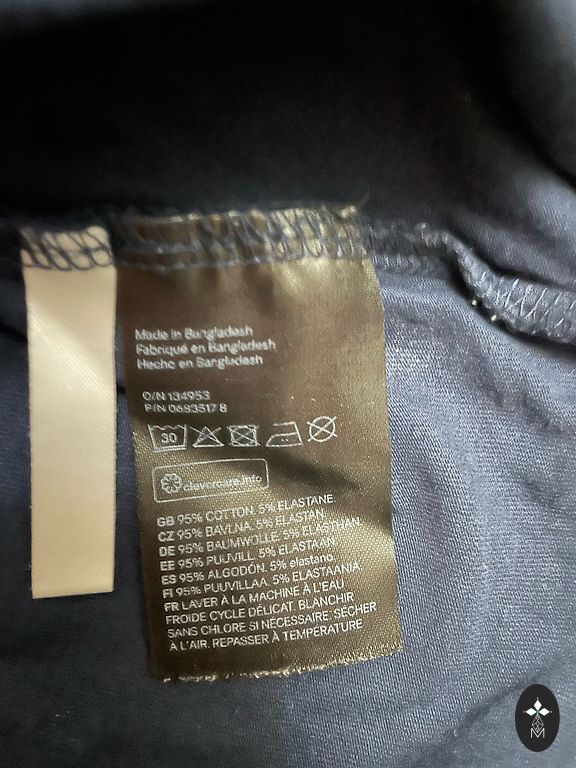 Made in Bangladesh
Fabriqué en Bangladesh
Hecho en Bangladesh
O/N 134953
P/N 0683517 8
30
clevercare.info
GB 95% COTTON. 5% ELASTANE
CZ 95% BAVLNA. 5% ELASTAN
DE 95% BAUMWOLLE. 5% ELASTHAN
EE 95% PUUVILL. 5% ELASTAAN
ES 95% ALGODÓN. 5% elastano.
FI 95% PUUVILLAA. 5% ELASTAANIA.
FR LAVER À LA MACHINE À L'EAU
FROIDE CYCLE DÉLICAT. BLANCHIR
SANS CHLORE SI NÉCESSAIRE. SÉCHER
À L'AIR. REPASSER À TEMPÉRATURE
M